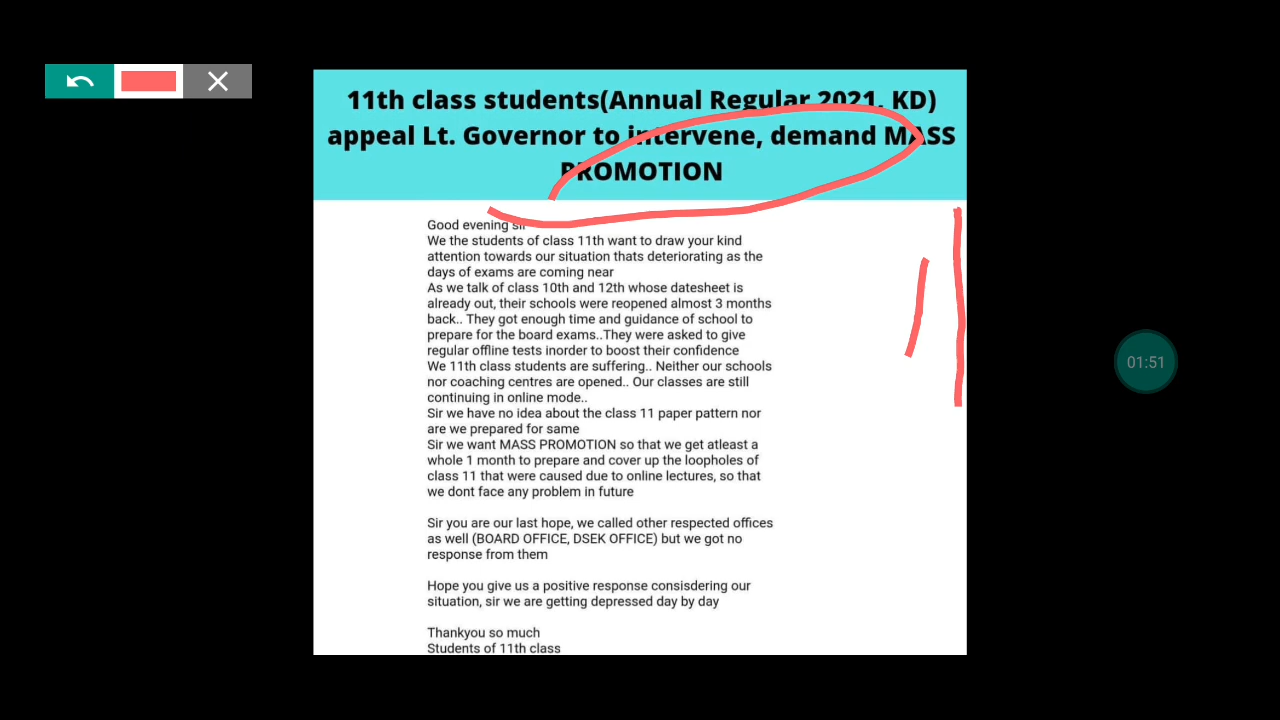 11th class students(Annual Regular 2021, KD)
appeal Lt. Governor to intervene, demand MASS
PROMOTION
Good evening sir
We the students of class 11th want to draw your kind
attention towards our situation thats deteriorating as the
days of exams are coming near
As we talk of class 10th and 12th whose datesheet is
already out, their schools were reopened almost 3 months
back.. They got enough time and guidance of school to
prepare for the board exams..They were asked to give
regular offline tests inorder to boost their confidence
We 11th class students are suffering.. Neither our schools
nor coaching centres are opened.. Our classes are still
continuing in online mode..
Sir we have no idea about the class 11 paper pattern nor
are we prepared for same
Sir we want MASS PROMOTION so that we get atleast a
whole 1 month to prepare and cover up the loopholes of
class 11 that were caused due to online lectures, so that
we dont face any problem in future
Sir you are our last hope, we called other respected offices
as well (BOARD OFFICE, DSEK OFFICE) but we got no
response from them
Hope you give us a positive response consisdering our
situation, sir we are getting depressed day by day
Thankyou so much
Students of 11th class
01:51